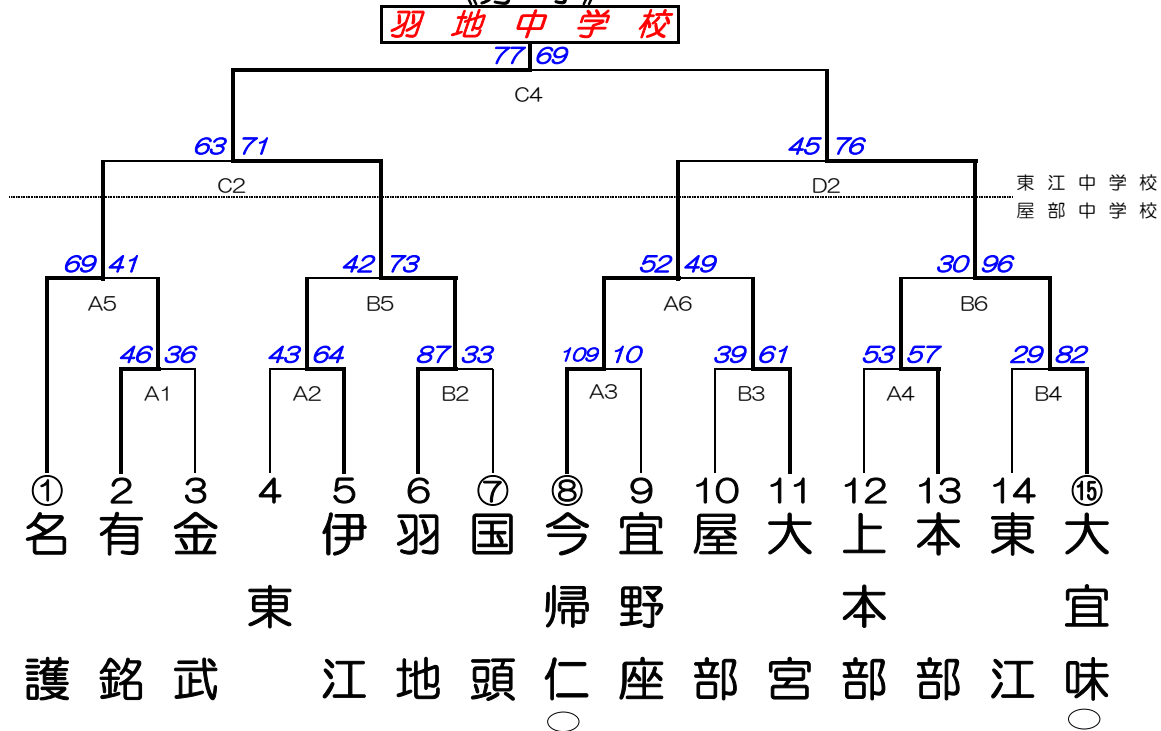 羽地中学校
77 69
C4
63 71 45 76
C2 D2
東江中学校
屋部中学校
69 41 42 73 52 49 30 96
A5 B5 A6 B6
46 36 43 64 87 33 109 10 39 61 53 57 29 82
A1 A2 B2 A3 B3 A4 B4
① 2 3 4 5 6 ⑦ ⑧ 9 10 11 12 13 14 ⑮
名護 有銘 金武 東 伊江 羽地 国頭 今帰仁 宜野座 屋部 大宮 上本部 本部 東江 大宜味